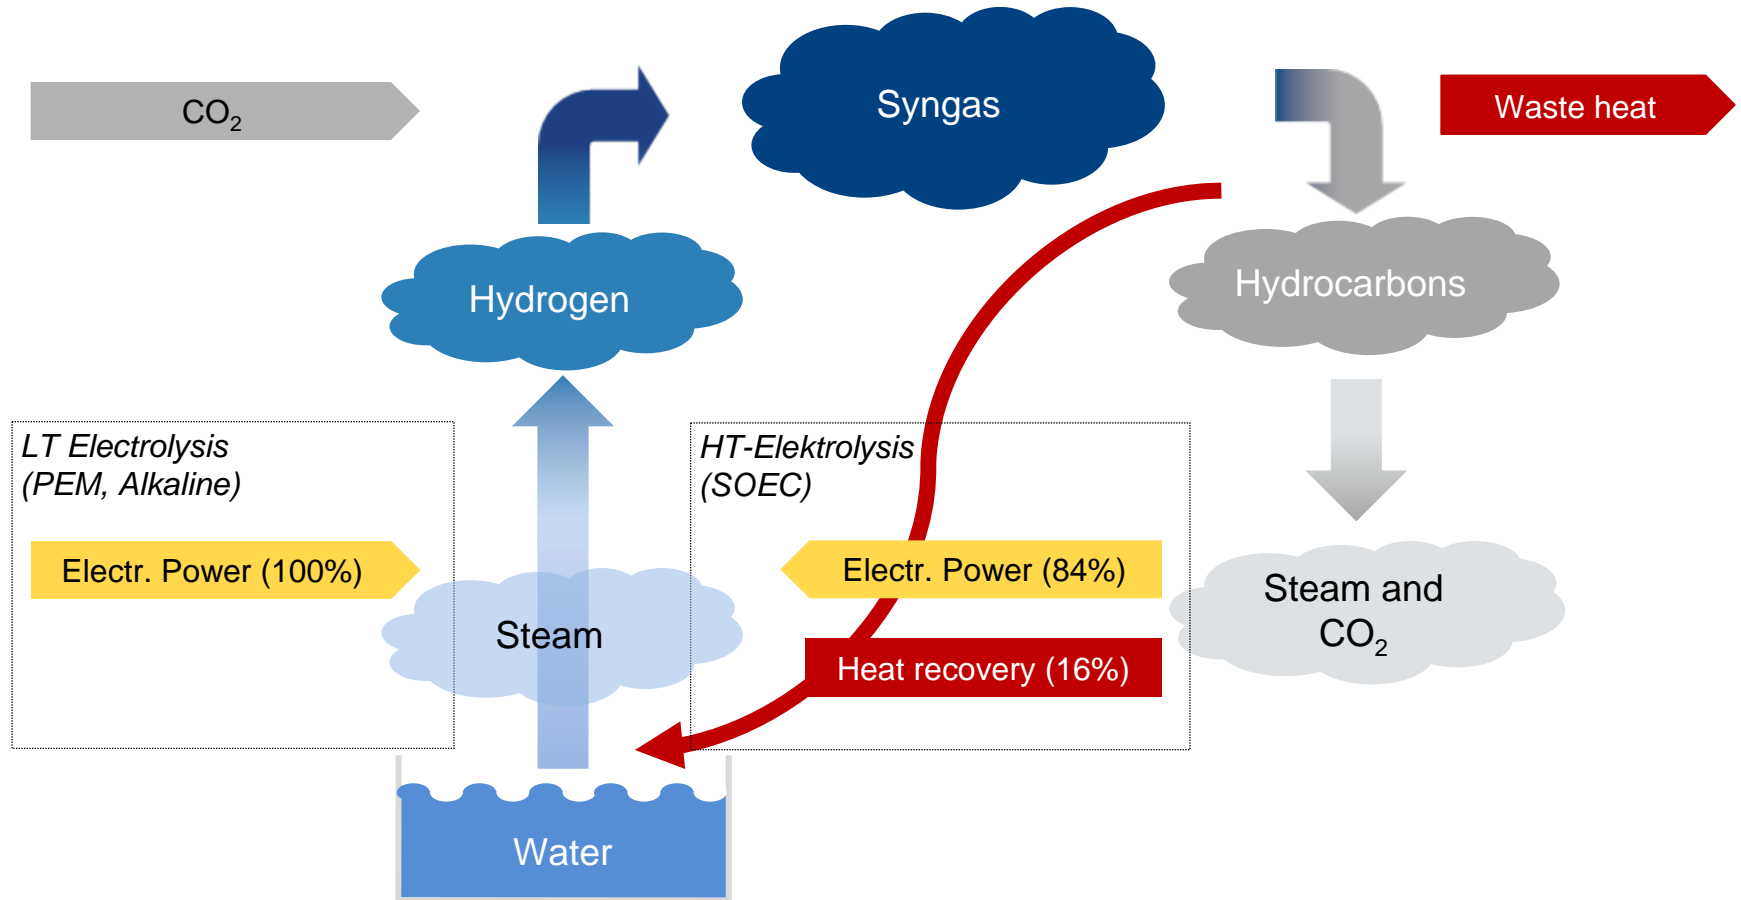 CO₂
Syngas
Waste heat
Hydrogen
Hydrocarbons
LT Electrolysis
(PEM, Alkaline)
HT-Elektrolysis
(SOEC)
Electr. Power (100%)
Electr. Power (84%)
Steam
Steam and
CO₂
Heat recovery (16%)
Water